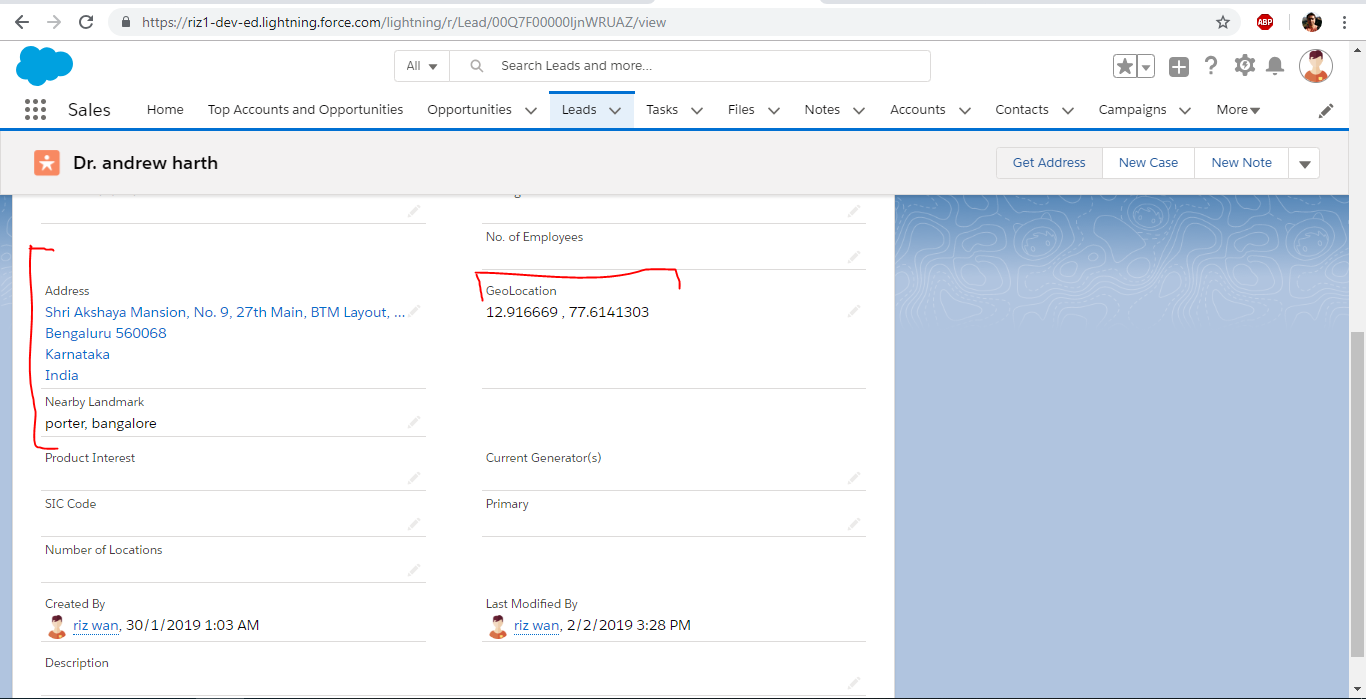 https://riz1-dev-ed.lightning.force.com/lightning/r/Lead/00Q7F00000IjnWRUAZ/view
ABP
All
Search Leads and more...
Sales
Home Top Accounts and Opportunities Opportunities Leads Tasks Files Notes Accounts Contacts Campaigns More
Dr. andrew harth
Get Address New Case New Note
No. of Employees
Address
Shri Akshaya Mansion, No. 9, 27th Main, BTM Layout, ...
Bengaluru 560068
Karnataka
India
GeoLocation
12.916669 , 77.6141303
Nearby Landmark
porter, bangalore
Product Interest
Current Generator(s)
SIC Code
Primary
Number of Locations
Created By
riz wan, 30/1/2019 1:03 AM
Last Modified By
riz wan, 2/2/2019 3:28 PM
Description